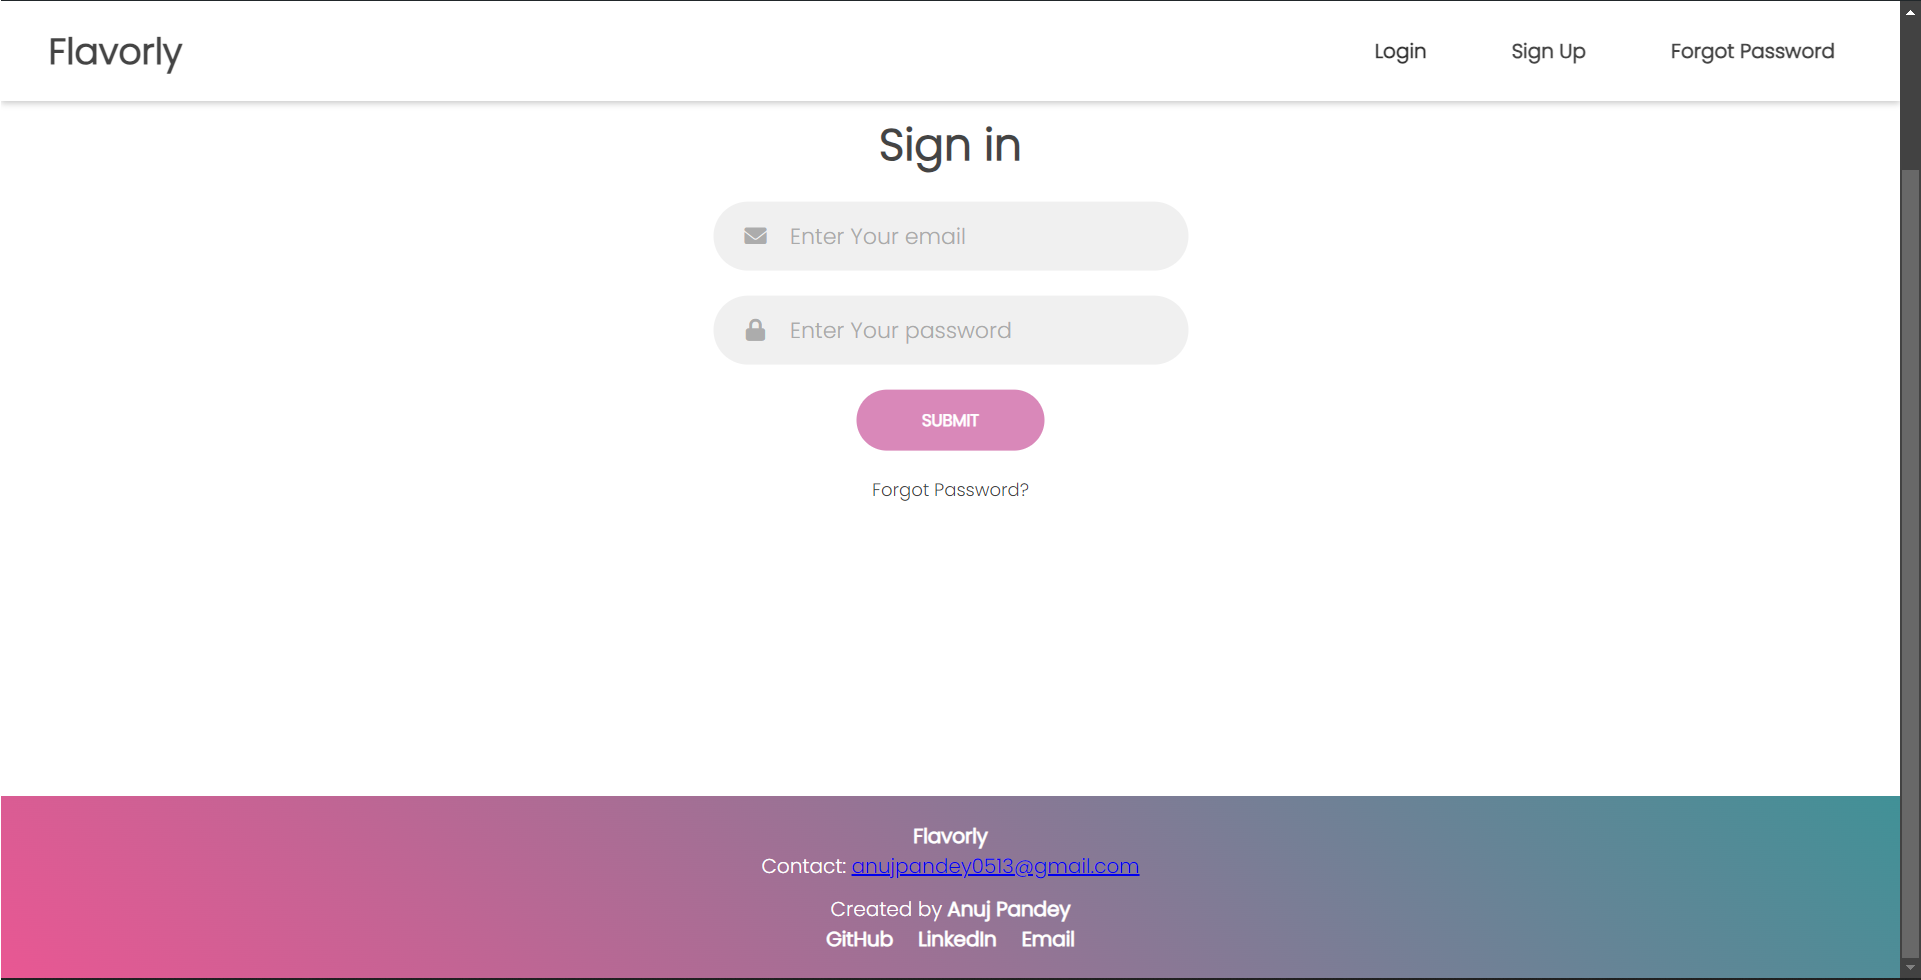 Flavorly
Login Sign Up Forgot Password
Sign in
Enter Your email
Enter Your password
SUBMIT
Forgot Password?
Flavorly
Contact: anujpandey0513@gmail.com
Created by Anuj Pandey
GitHub LinkedIn Email